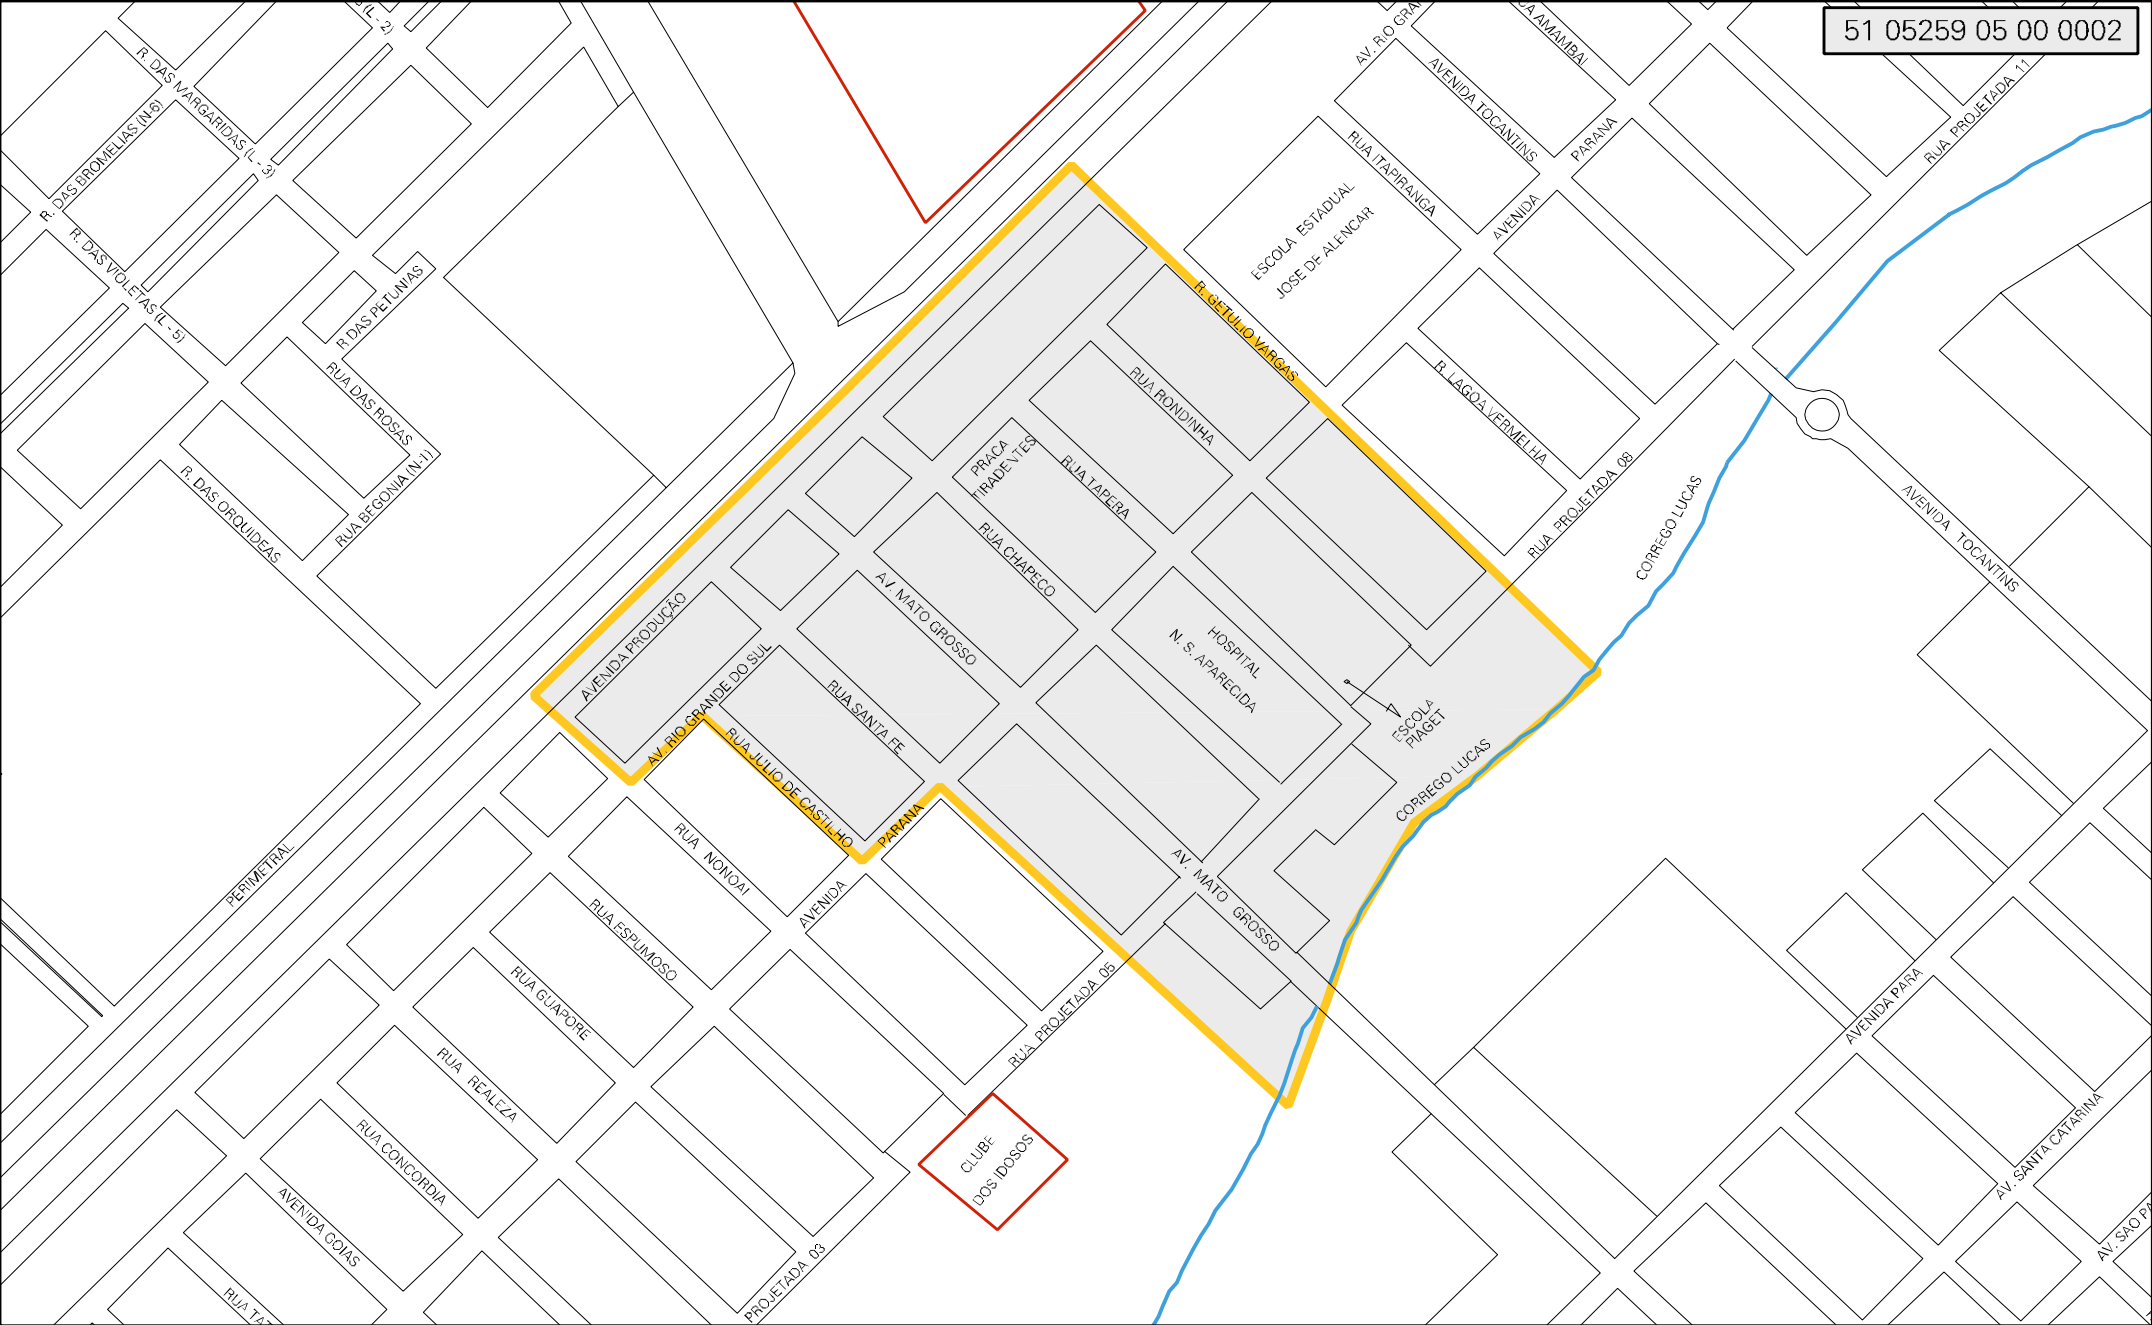 51 05259 05 00 0002
R. DAS MARGARIDAS (L - 3)
R. DAS BROMELIAS (N-6)
R. DAS VIOLETAS (L - 5)
R DAS PETUNIAS
RUA DAS ROSAS
RUA BEGONIA (N-I)
R. DAS ORQUIDEAS
PERIMETRAL
RUA AMAMBAI
AVENIDA TOCANTINS
RUA ITAPIRANGA
PARANA
AVENIDA
RUA PROJETADA 11
ESCOLA ESTADUAL
JOSE DE ALENCAR
R. GETULIO VARGAS
R. LAGOA VERMELHA
RUA PROJETADA 08
CORREGO LUCAS
AVENIDA TOCANTINS
RUA RONDINHA
PRACA
TIRADENTES
RUA TAPERA
RUA CHAPECO
AV. MATO GROSSO
AVENIDA PRODUÇÃO
AV. RIO GRANDE DO SUL
RUA SANTA FE
RUA JULIO DE CASTILHO
HOSPITAL
N. S. APARECIDA
ESCOLA
PIAGET
CORREGO LUCAS
PARANA
AVENIDA
AV. MATO GROSSO
RUA NONOAI
RUA ESPUMOSO
RUA GUAPORE
RUA REALEZA
RUA CONCORDIA
AVENIDA GOIAS
RUA PROJETADA 05
CLUBE
DOS IDOSOS
PROJETADA 03
AVENIDA PARA
AV. SANTA CATARINA